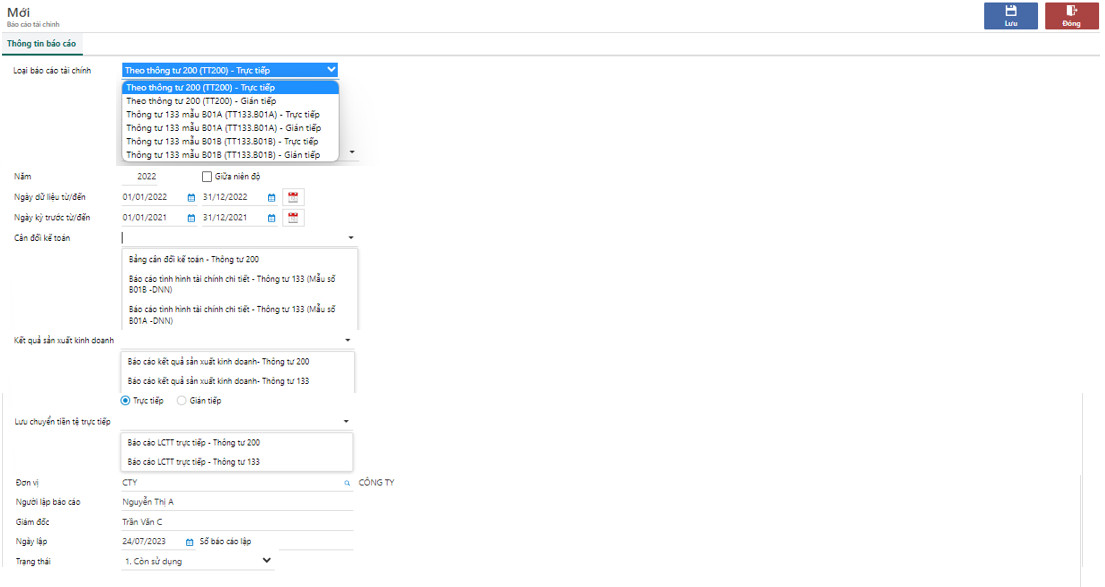 Mới
Báo cáo tài chính
Lưu
Đóng
Thông tin báo cáo
Loại báo cáo tài chính
Theo thông tư 200 (TT200) - Trực tiếp
Theo thông tư 200 (TT200) - Trực tiếp
Theo thông tư 200 (TT200) - Gián tiếp
Thông tư 133 mẫu B01A (TT133.B01A) - Trực tiếp
Thông tư 133 mẫu B01A (TT133.B01A) - Gián tiếp
Thông tư 133 mẫu B01B (TT133.B01B) - Trực tiếp
Thông tư 133 mẫu B01B (TT133.B01B) - Gián tiếp
Năm 2022 Giữa niên độ
Ngày dữ liệu từ/đến 01/01/2022 31/12/2022
Ngày kỳ trước từ/đến 01/01/2021 31/12/2021
Cân đối kế toán
Bảng cân đối kế toán - Thông tư 200
Báo cáo tình hình tài chính chi tiết - Thông tư 133 (Mẫu số
B01B -DNN)
Báo cáo tình hình tài chính chi tiết - Thông tư 133 (Mẫu số
B01A -DNN)
Kết quả sản xuất kinh doanh
Báo cáo kết quả sản xuất kinh doanh- Thông tư 200
Báo cáo kết quả sản xuất kinh doanh- Thông tư 133
Trực tiếp Gián tiếp
Lưu chuyển tiền tệ trực tiếp
Báo cáo LCTT trực tiếp - Thông tư 200
Báo cáo LCTT trực tiếp - Thông tư 133
Đơn vị CTY CÔNG TY
Người lập báo cáo Nguyễn Thị A
Giám đốc Trần Văn C
Ngày lập 24/07/2023 Số báo cáo lập
Trạng thái 1. Còn sử dụng